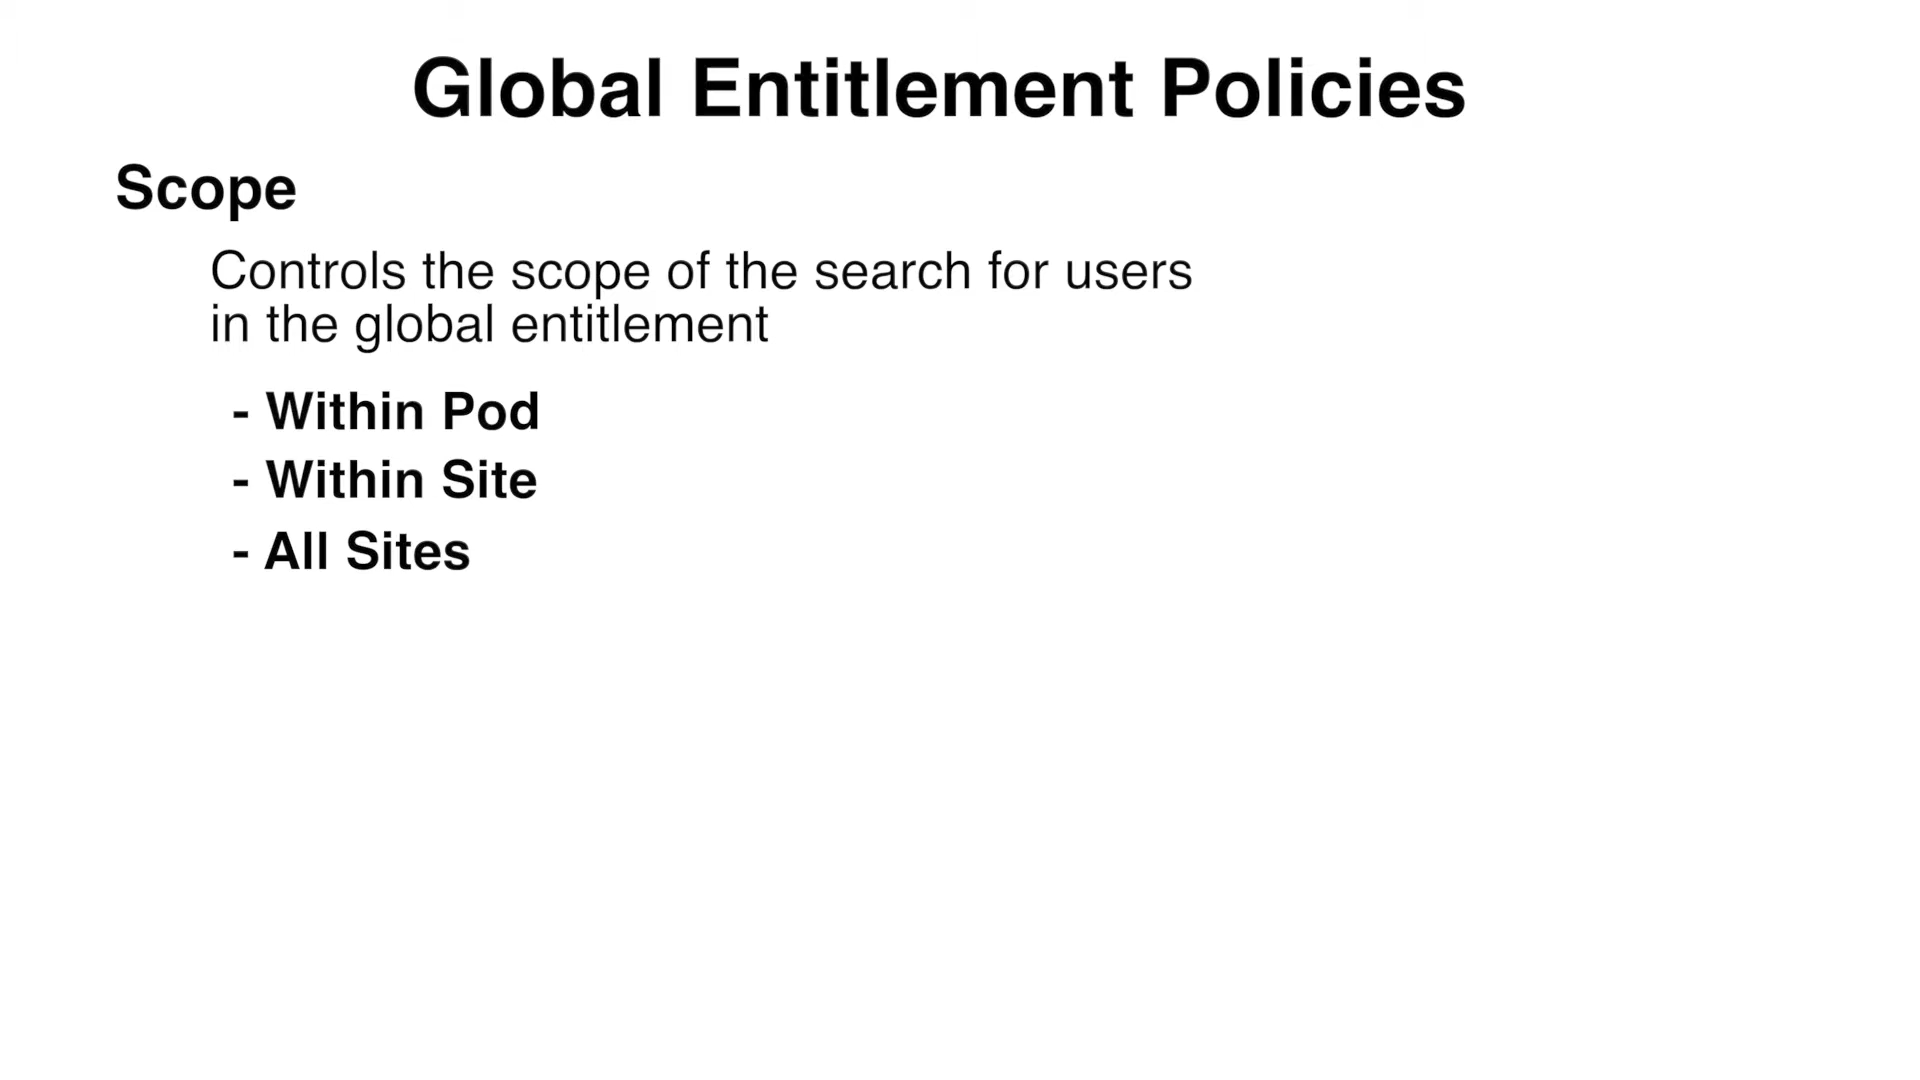 Global Entitlement Policies
Scope
Controls the scope of the search for users
in the global entitlement
- Within Pod
- Within Site
- All Sites